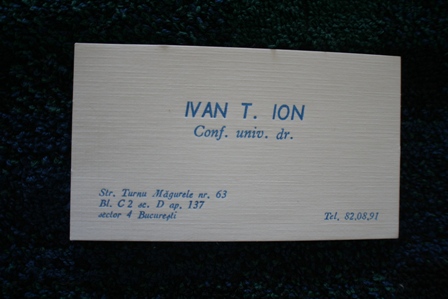 IVAN T. ION
Conf. univ. dr.
Str. Turnu Măgurele nr. 63
Bl. C 2 sc. D ap. 137
sector 4 București
Tel. 82.08.91